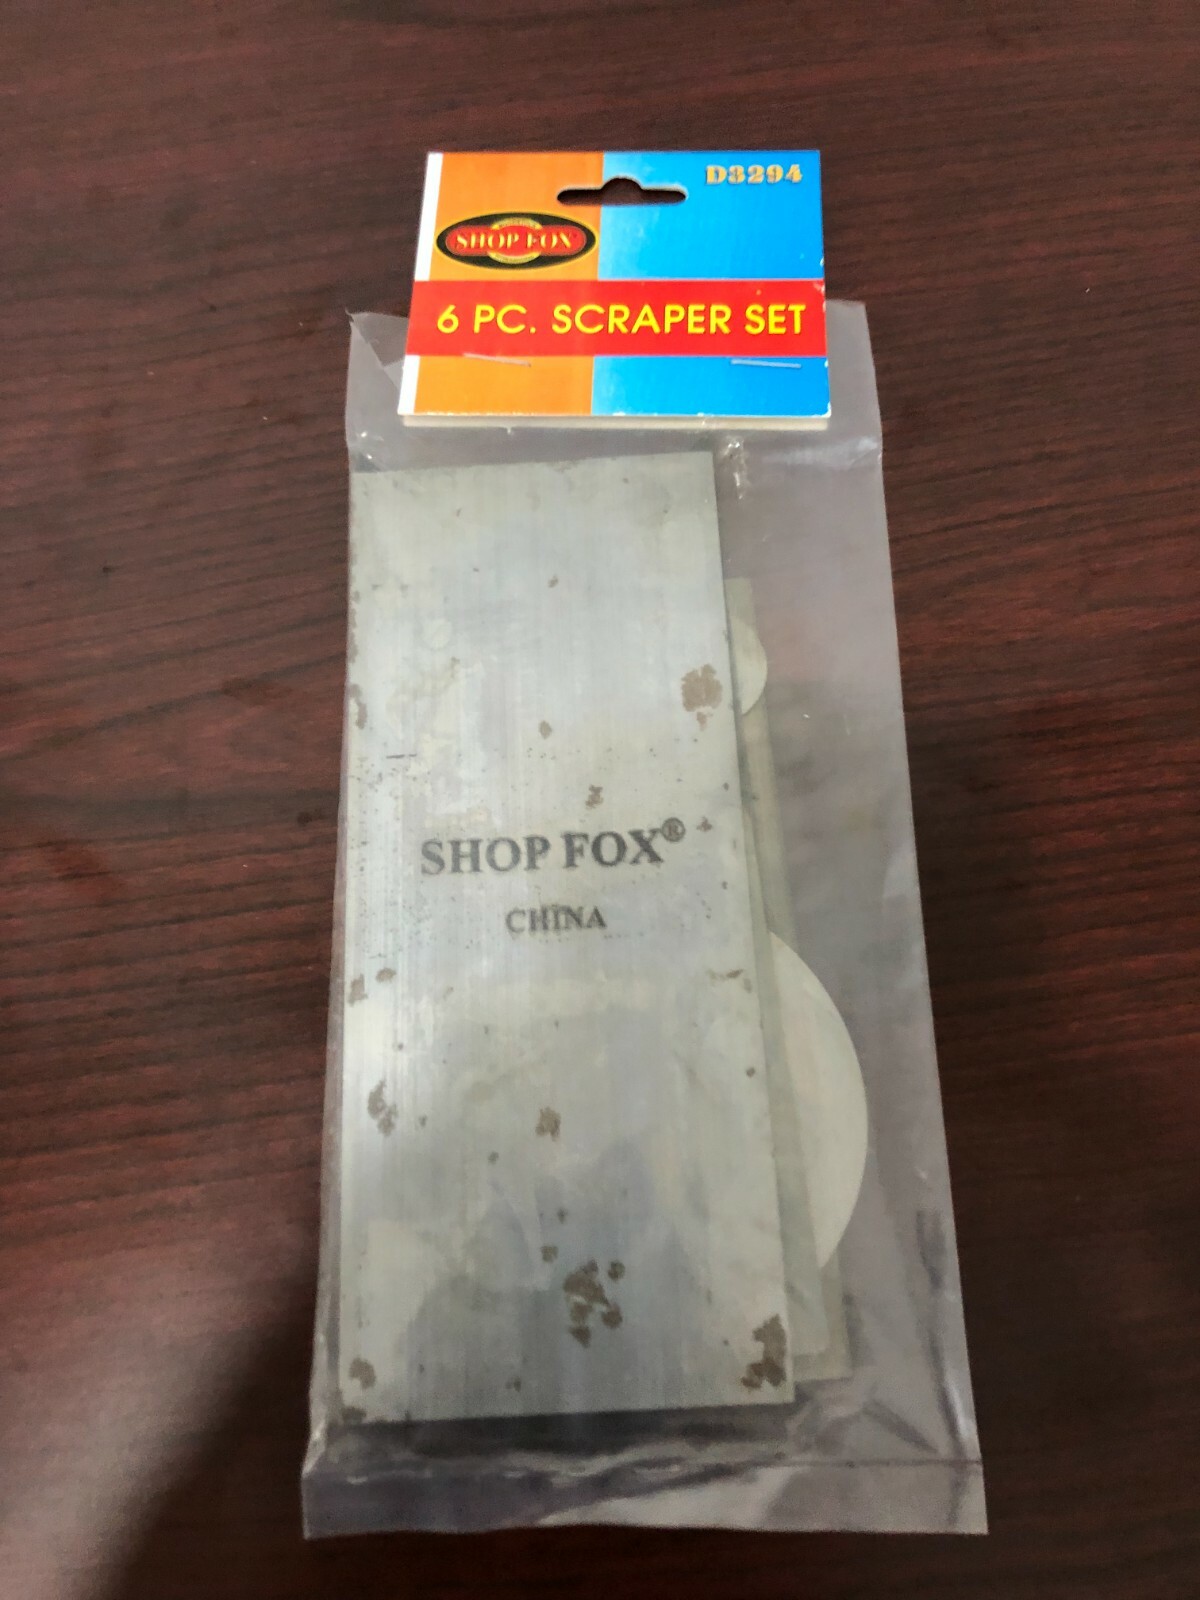 D3294
SHOP FOX
6 PC. SCRAPER SET
SHOP FOX®
CHINA